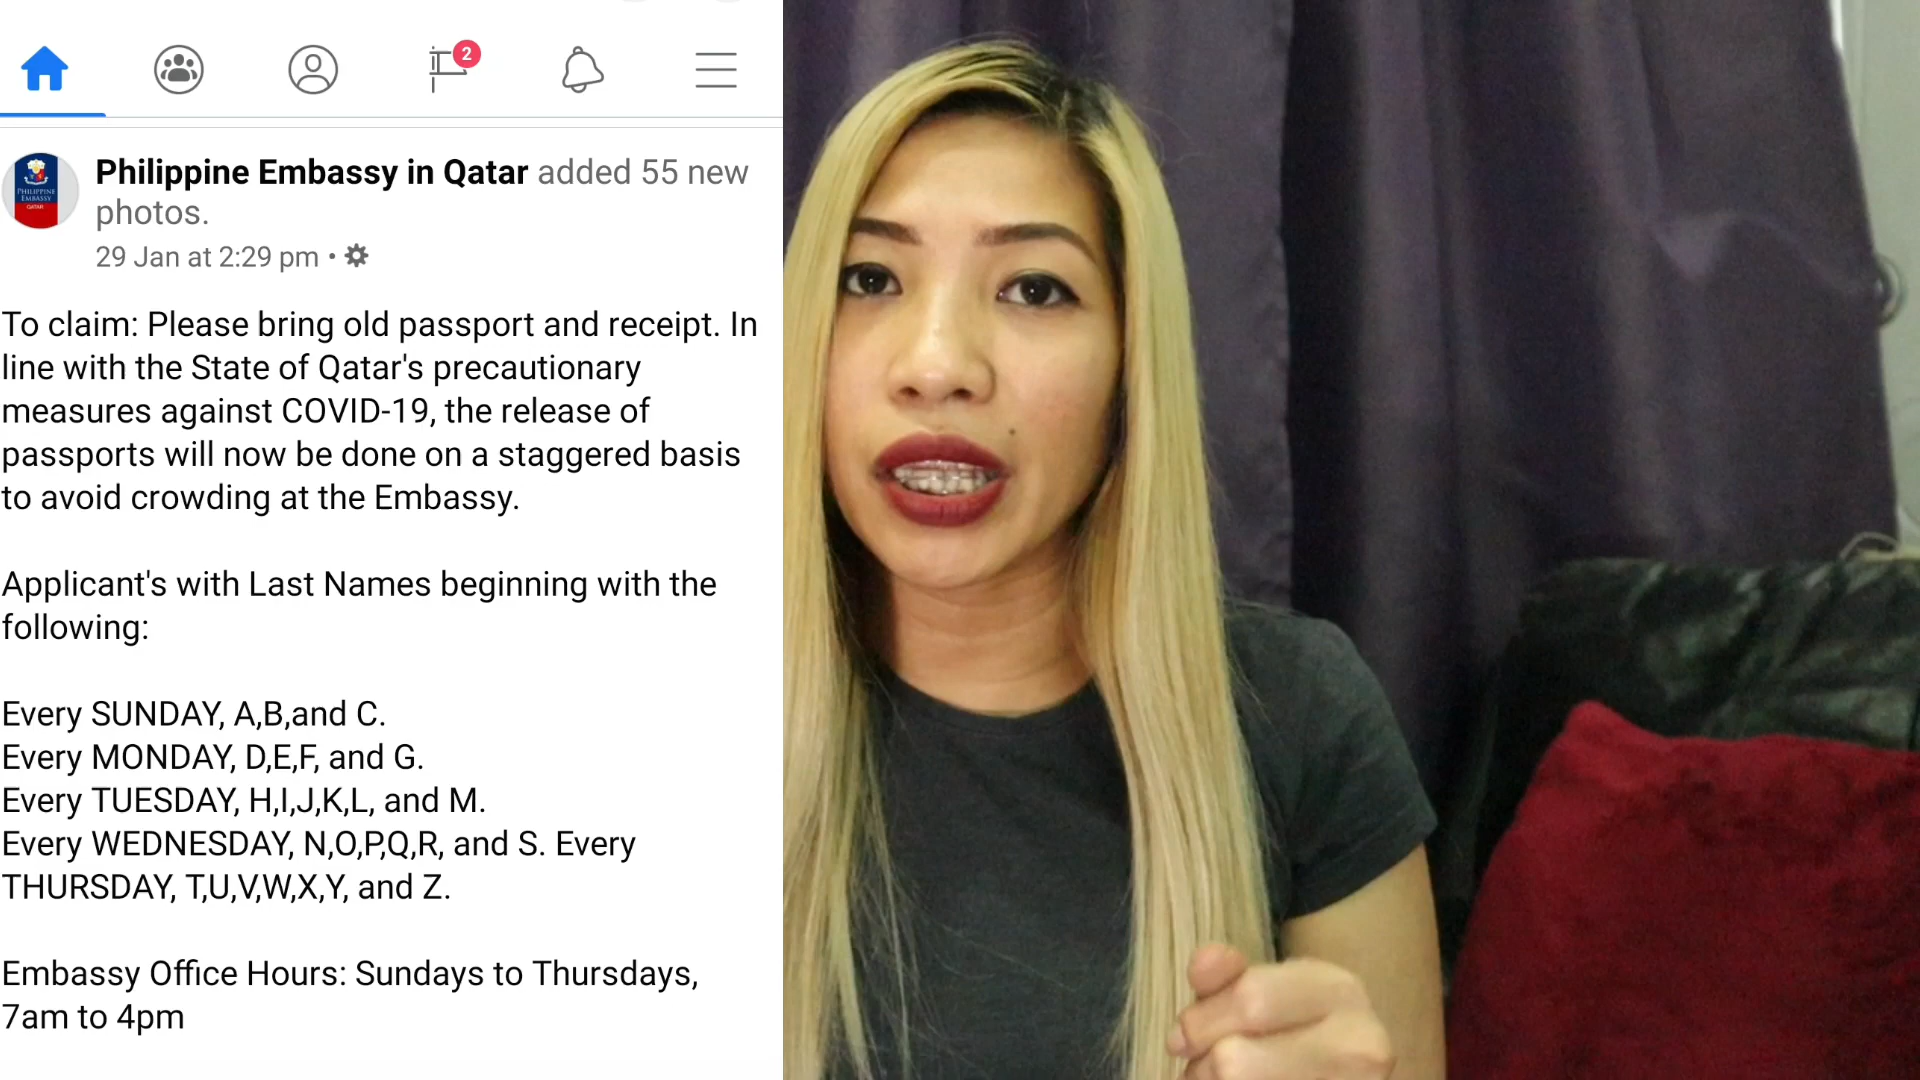 2
Philippine Embassy in Qatar added 55 new
photos.
29 Jan at 2:29 pm •
PHILIPPINE
EMBASSY
QATAR
To claim: Please bring old passport and receipt. In
line with the State of Qatar's precautionary
measures against COVID-19, the release of
passports will now be done on a staggered basis
to avoid crowding at the Embassy.
Applicant's with Last Names beginning with the
following:
Every SUNDAY, A,B,and C.
Every MONDAY, D,E,F, and G.
Every TUESDAY, H,I,J,K,L, and M.
Every WEDNESDAY, N,O,P,Q,R, and S. Every
THURSDAY, T,U,V,W,X,Y, and Z.
Embassy Office Hours: Sundays to Thursdays,
7am to 4pm